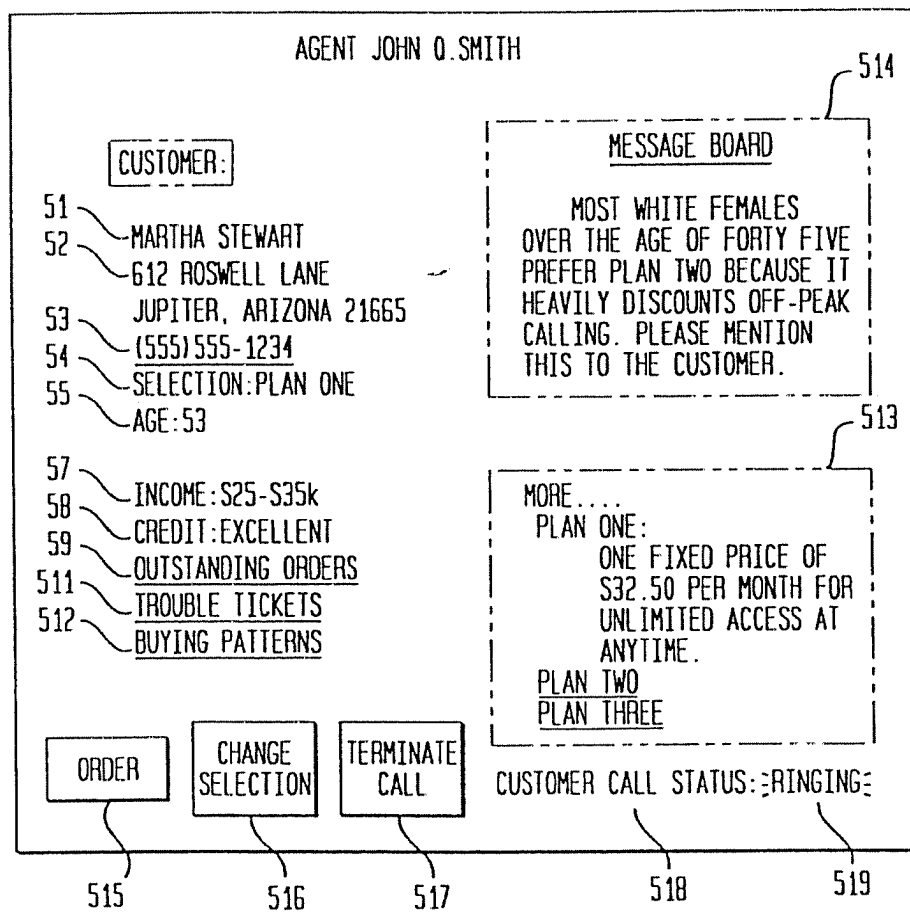 AGENT JOHN Q.SMITH
514
CUSTOMER:
51
MARTHA STEWART
52
612 ROSWELL LANE
JUPITER, ARIZONA 21665
53
(555)555-1234
54
SELECTION:PLAN ONE
55
AGE:53
57
INCOME:S25-S35k
58
CREDIT:EXCELLENT
59
OUTSTANDING ORDERS
511
TROUBLE TICKETS
512
BUYING PATTERNS
MESSAGE BOARD
MOST WHITE FEMALES
OVER THE AGE OF FORTY FIVE
PREFER PLAN TWO BECAUSE IT
HEAVILY DISCOUNTS OFF-PEAK
CALLING. PLEASE MENTION
THIS TO THE CUSTOMER.
513
MORE....
PLAN ONE:
ONE FIXED PRICE OF
S32.50 PER MONTH FOR
UNLIMITED ACCESS AT
ANYTIME.
PLAN TWO
PLAN THREE
ORDER
CHANGE
SELECTION
TERMINATE
CALL
CUSTOMER CALL STATUS: RINGING
515
516
517
518
519